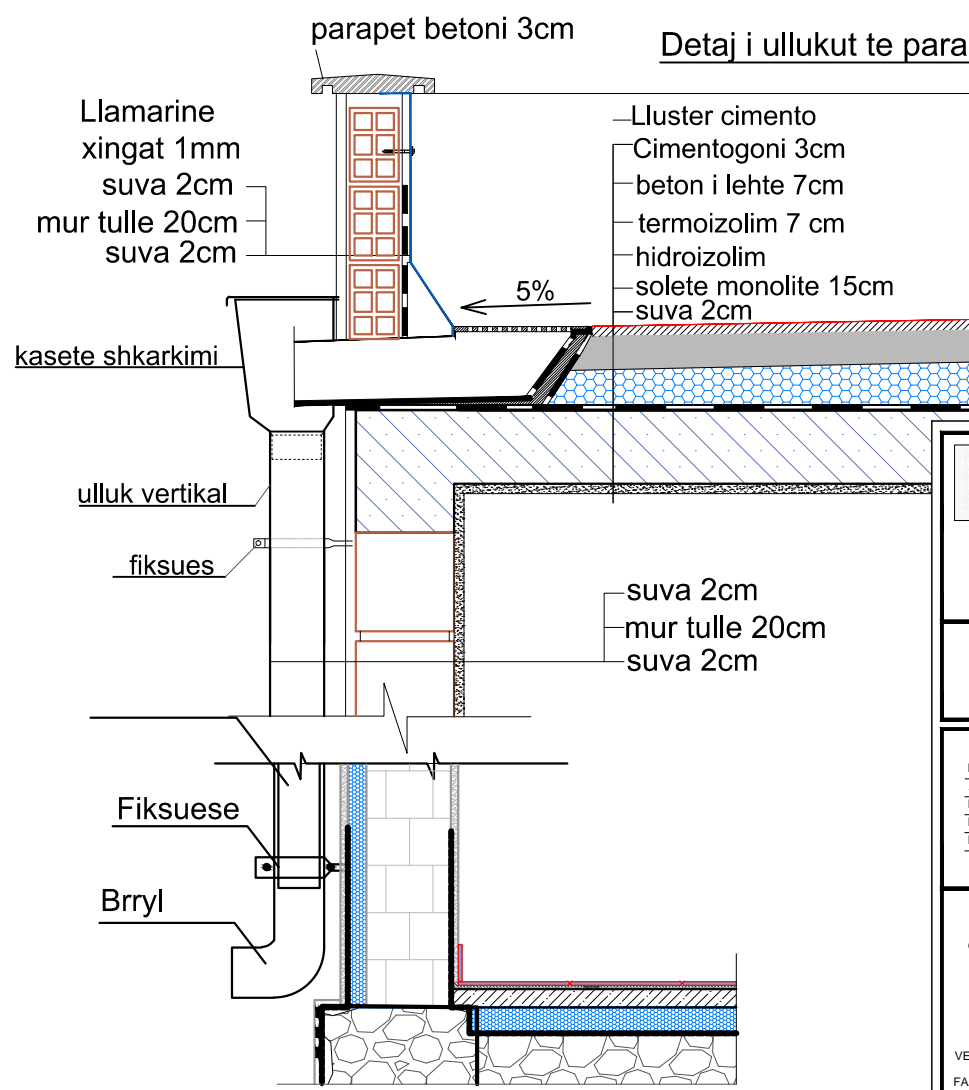 parapet betoni 3cm
Detaj i ullukut te para
Llamarine
xingat 1mm
suva 2cm
mur tulle 20cm
suva 2cm
Lluster cimento
Cimentogoni 3cm
beton i lehte 7cm
termoizolim 7 cm
hidroizolim
solete monolite 15cm
suva 2cm
5%
kasete shkarkimi
ulluk vertikal
fiksues
suva 2cm
mur tulle 20cm
suva 2cm
Fiksuese
Brryl
VE
FA